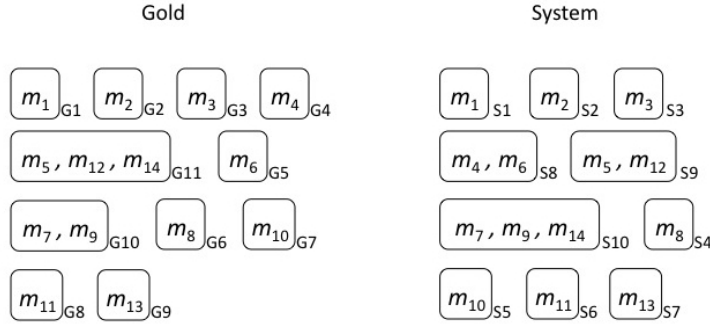 Gold System
m1 G1 m2 G2 m3 G3 m4 G4 m1 S1 m2 S2 m3 S3
m5 , m12 , m14 G11 m6 G5 m4 , m6 S8 m5 , m12 S9
m7 , m9 G10 m8 G6 m10 G7 m7 , m9 , m14 S10 m8 S4
m11 G8 m13 G9 m10 S5 m11 S6 m13 S7